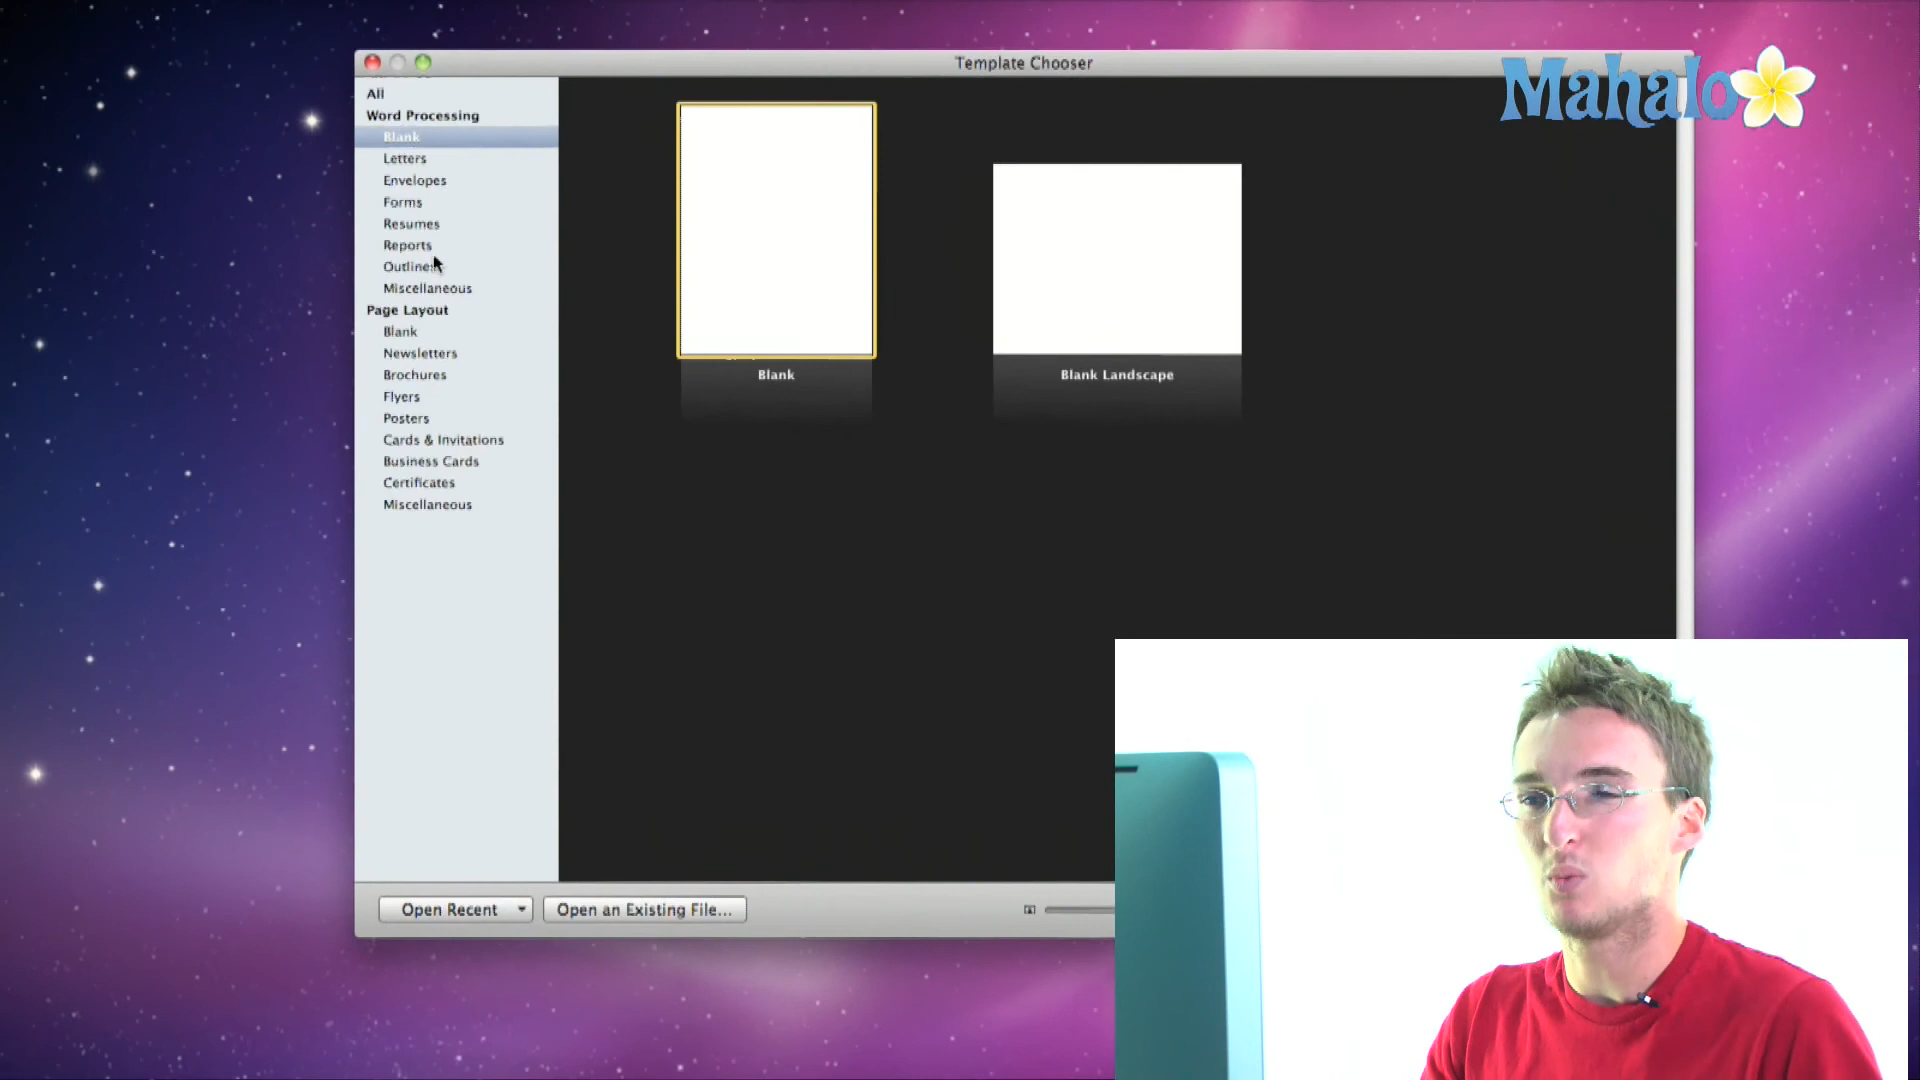 Template Chooser
Mahalo
All
Word Processing
Blank
Letters
Envelopes
Forms
Resumes
Reports
Outlines
Miscellaneous
Page Layout
Blank
Newsletters
Brochures
Flyers
Posters
Cards & Invitations
Business Cards
Certificates
Miscellaneous
Blank
Blank Landscape
Open Recent
Open an Existing File...